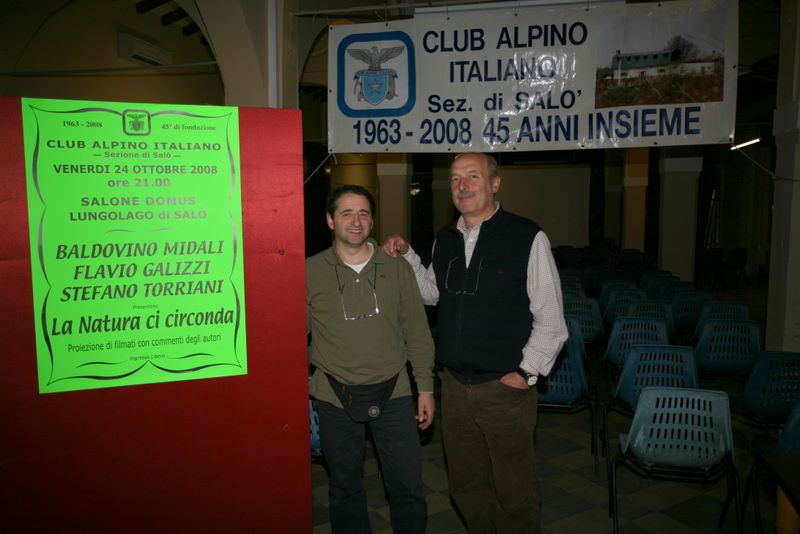 CLUB ALPINO
ITALIANO
Sez. di SALO'
1963 - 2008 45 ANNI INSIEME
1963 - 2008 45° di fondazione
CLUB ALPINO ITALIANO
— Sezione di Salò —
VENERDI 24 OTTOBRE 2008
ore 21.00
SALONE DOMUS
LUNGOLAGO di SALÒ
BALDOVINO MIDALI
FLAVIO GALIZZI
STEFANO TORRIANI
Presentano
La Natura ci circonda
Proiezione di filmati con commenti degli autori
Ingresso Libero